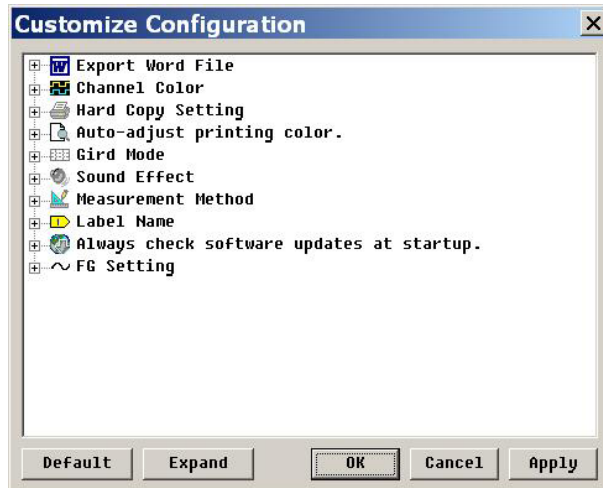 Customize Configuration
Export Word File
Channel Color
Hard Copy Setting
Auto-adjust printing color.
Gird Mode
Sound Effect
Measurement Method
Label Name
Always check software updates at startup.
FG Setting
Default Expand OK Cancel Apply